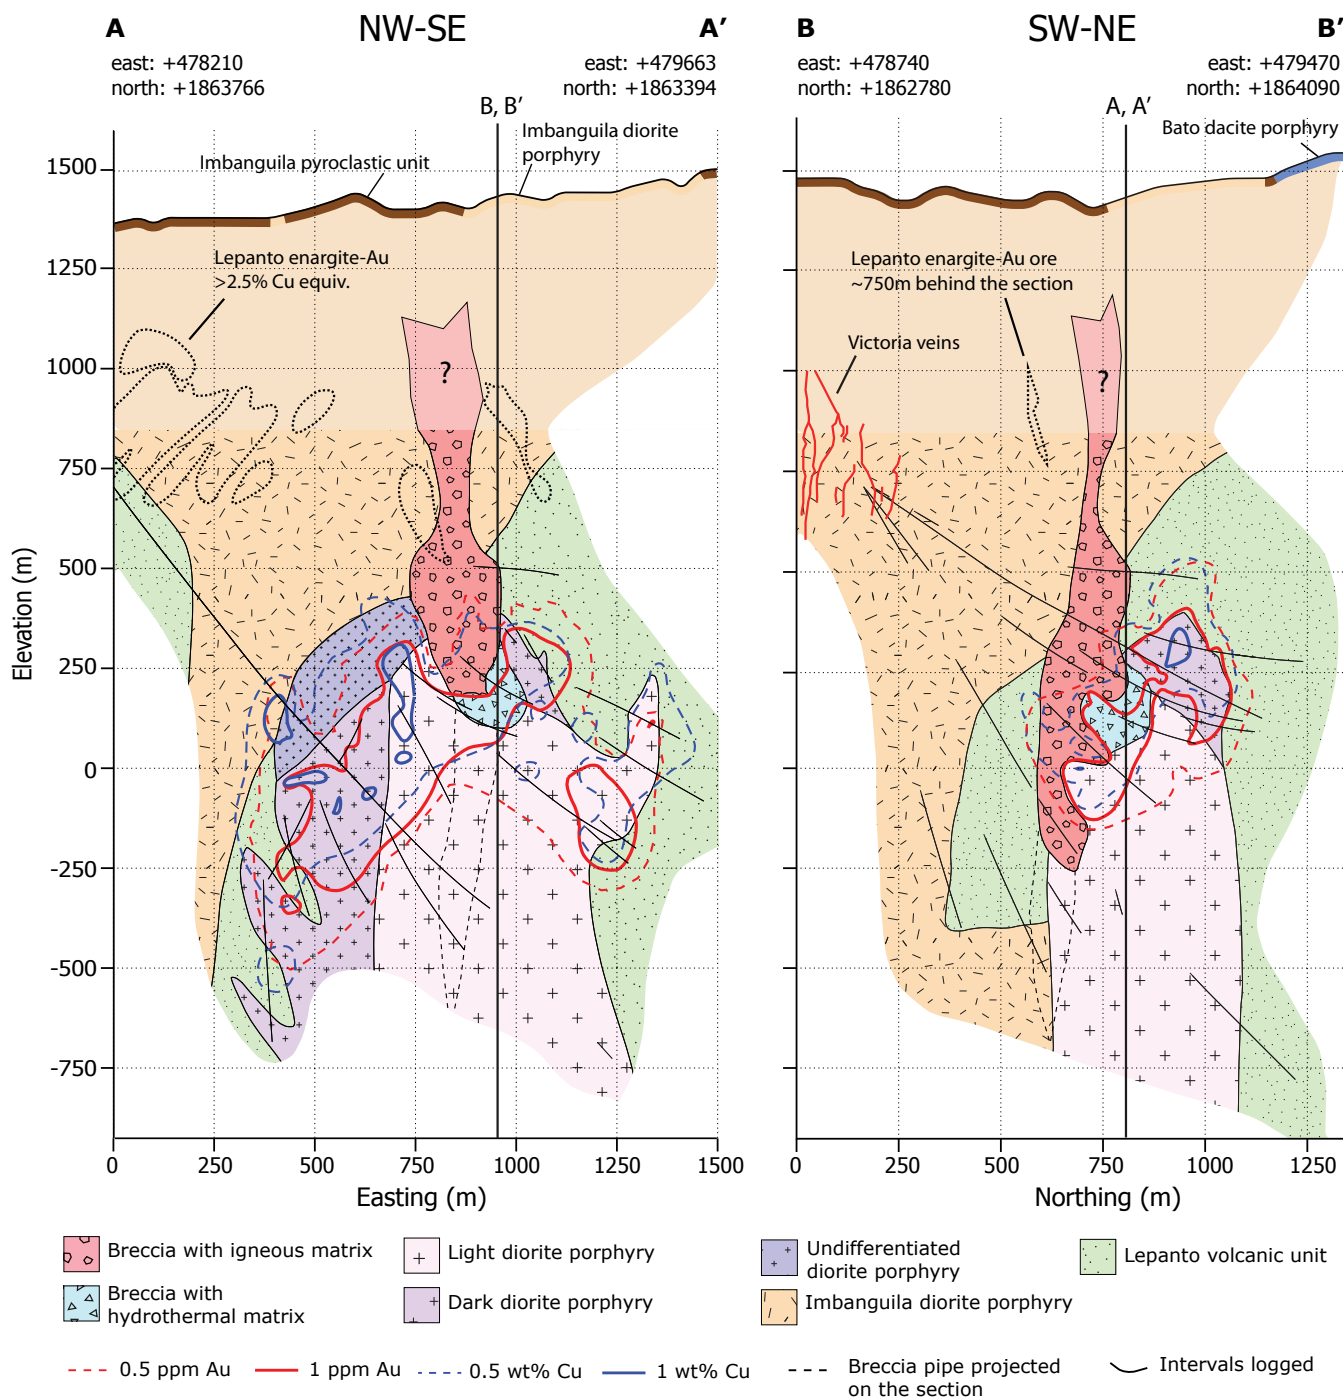 A
NW-SE
A'
east: +478210
north: +1863766
east: +479663
north: +1863394
B, B'
Imbanguila pyroclastic unit
Imbanguila diorite
porphyry
Lepanto enargite-Au
>2.5% Cu equiv.
?
Elevation (m)
1500
1250
1000
750
500
250
0
-250
-500
-750
0
250
500
750
1000
1250
1500
Easting (m)
B
SW-NE
B'
east: +478740
north: +1862780
east: +479470
north: +1864090
A, A'
Bato dacite porphyry
Lepanto enargite-Au ore
~750m behind the section
Victoria veins
?
0
250
500
750
1000
1250
Northing (m)
Breccia with igneous matrix
Light diorite porphyry
Undifferentiated
diorite porphyry
Lepanto volcanic unit
Breccia with
hydrothermal matrix
Dark diorite porphyry
Imbanguila diorite porphyry
0.5 ppm Au
1 ppm Au
0.5 wt% Cu
1 wt% Cu
Breccia pipe projected
on the section
Intervals logged